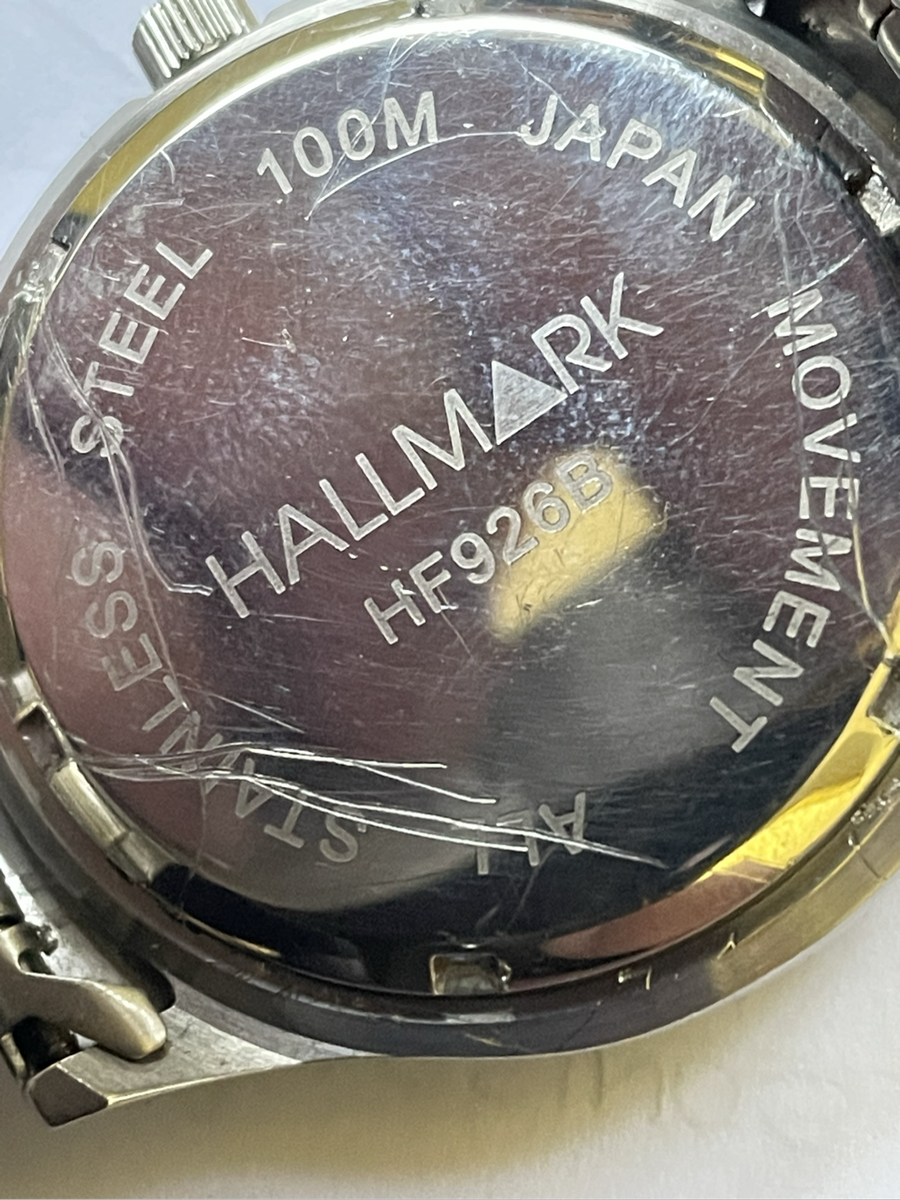 HALLMARK
HF926B
ALL STAINLESS STEEL 100M JAPAN MOVEMENT